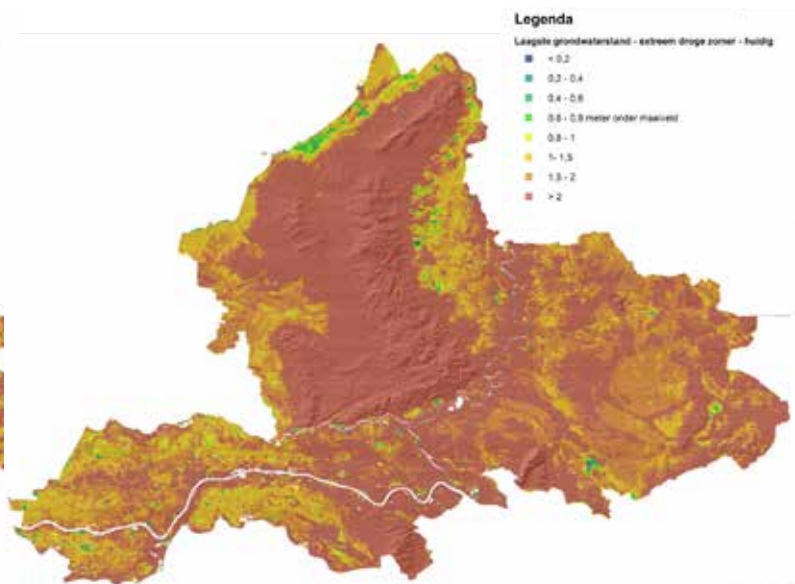 Legenda
Laagste grondwaterstand - extreem droge zomer - huidig
< 0,2
0,2 - 0,4
0,4 - 0,6
0,6 - 0,8 meter onder maaiveld
0,8 - 1
1- 1,5
1,5 - 2
> 2